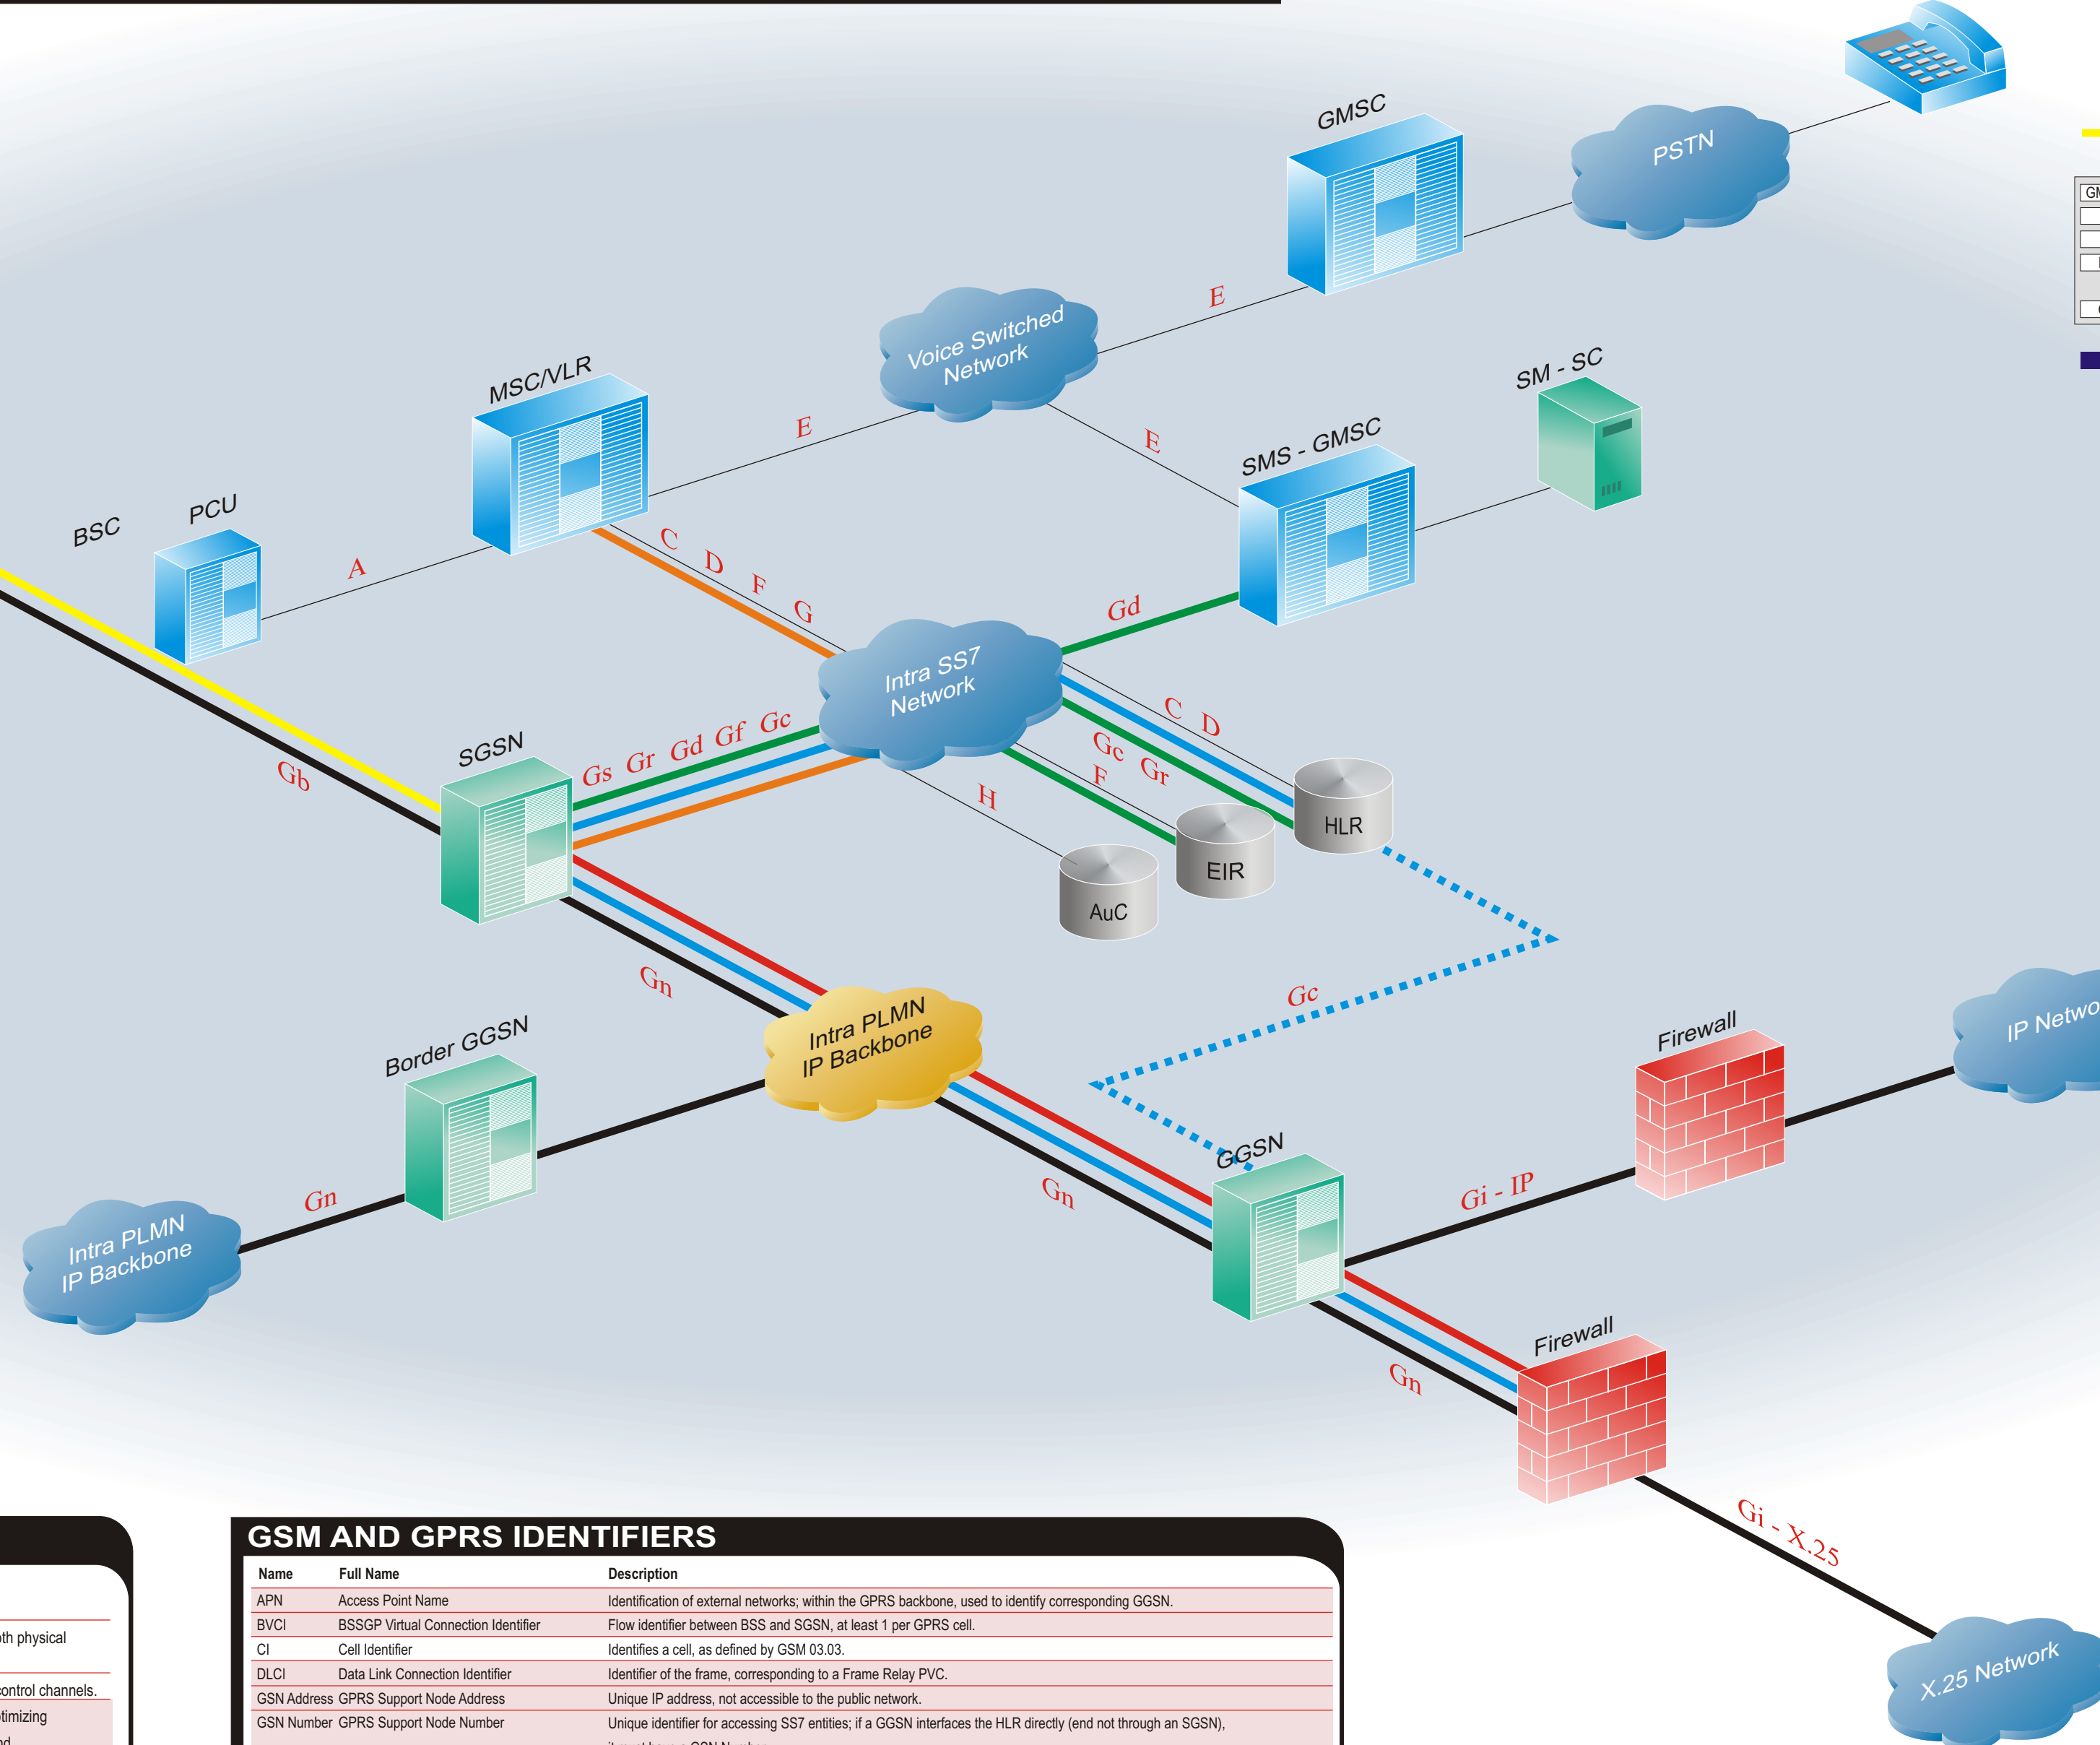 GMSC
PSTN
E
Voice Switched
Network
MSC/VLR
SM - SC
E
E
SMS - GMSC
BSC
PCU
A
C D F G
Gd
Intra SS7
Network
C D
Gc Gr
F
H
HLR
EIR
AuC
SGSN
Gs Gr Gd Gf Gc
Gb
Gn
Intra PLMN
IP Backbone
Gc
Border GGSN
Firewall
IP Netwo
GGSN
Gn
Gi - IP
Gn
Intra PLMN
IP Backbone
Firewall
Gn
Gi - X.25
X.25 Network
oth physical
control channels.
timizing
GSM AND GPRS IDENTIFIERS
Name Full Name Description
APN Access Point Name Identification of external networks; within the GPRS backbone, used to identify corresponding GGSN.
BVCI BSSGP Virtual Connection Identifier Flow identifier between BSS and SGSN, at least 1 per GPRS cell.
CI Cell Identifier Identifies a cell, as defined by GSM 03.03.
DLCI Data Link Connection Identifier Identifier of the frame, corresponding to a Frame Relay PVC.
GSN Address GPRS Support Node Address Unique IP address, not accessible to the public network.
GSN Number GPRS Support Node Number Unique identifier for accessing SS7 entities; if a GGSN interfaces the HLR directly (end not through an SGSN),